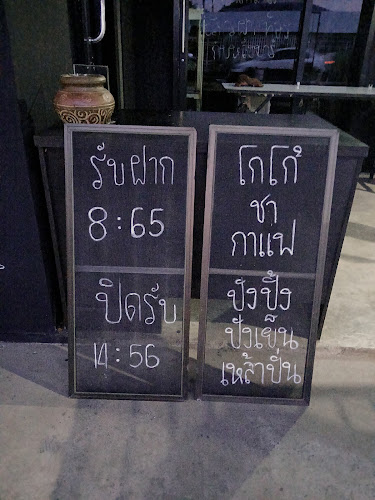 รับฝาก
8:65
ปิดรับ
14:56
โกโก้
ชา
กาแฟ
ปังปิ้ง
ปังเย็น
เหล้าปั่น